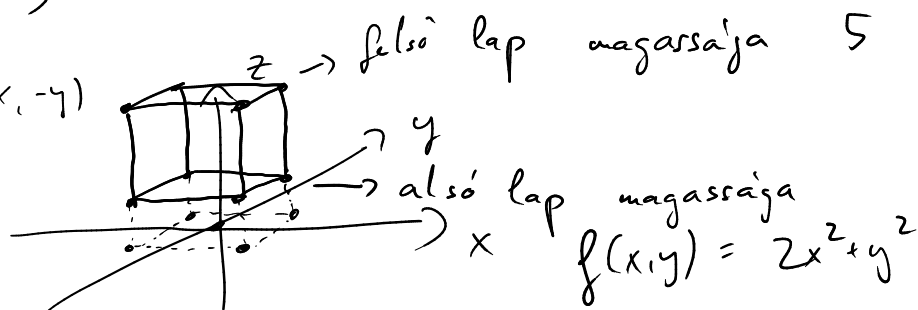 z → felső lap magassága 5
x, -y)
y
→ alsó lap magassága
x f(x,y) = 2x²+y²